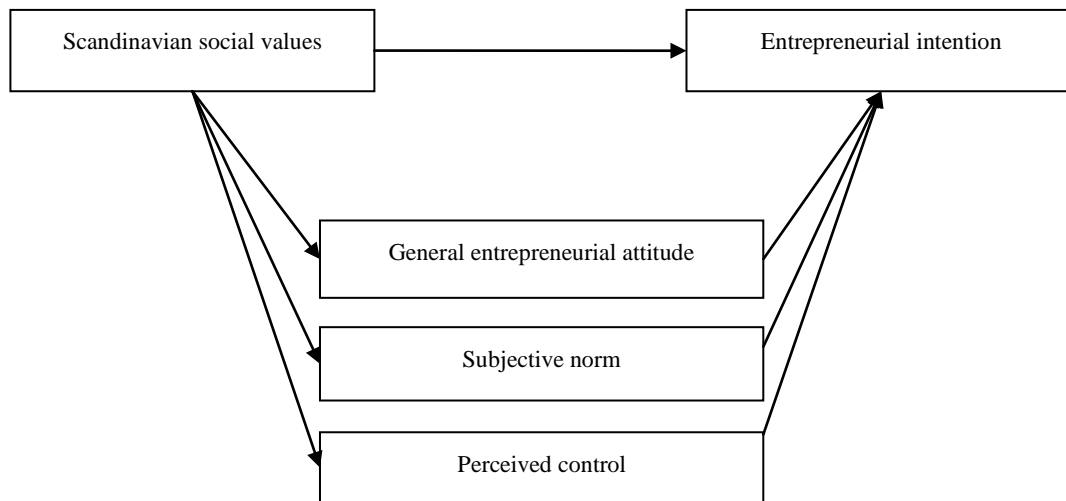 Scandinavian social values
Entrepreneurial intention
General entrepreneurial attitude
Subjective norm
Perceived control